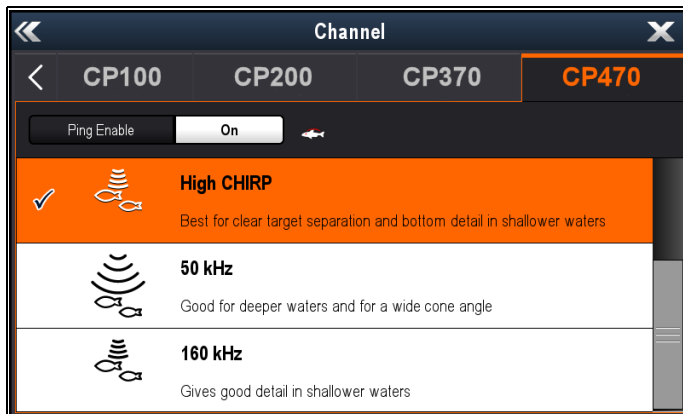 Channel
CP100 CP200 CP370 CP470
Ping Enable On
High CHIRP
Best for clear target separation and bottom detail in shallower waters
50 kHz
Good for deeper waters and for a wide cone angle
160 kHz
Gives good detail in shallower waters